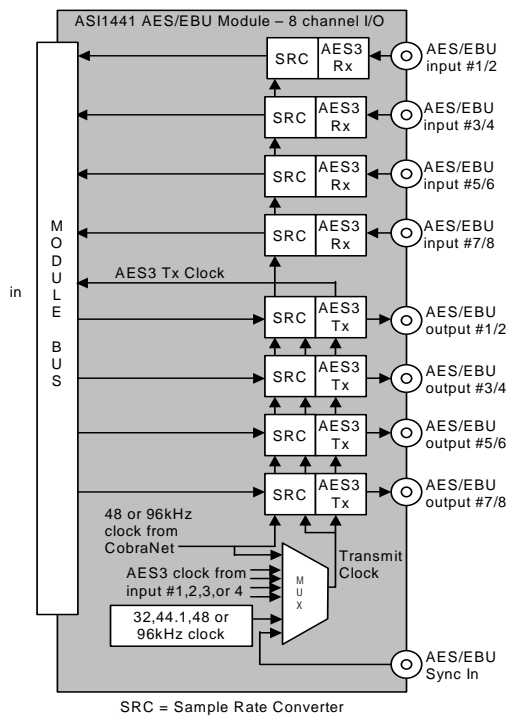 ASI1441 AES/EBU Module – 8 channel I/O
SRC
AES3
Rx
AES/EBU
input #1/2
SRC
AES3
Rx
AES/EBU
input #3/4
SRC
AES3
Rx
AES/EBU
input #5/6
SRC
AES3
Rx
AES/EBU
input #7/8
MODULE BUS
in
AES3 Tx Clock
SRC
AES3
Tx
AES/EBU
output #1/2
SRC
AES3
Tx
AES/EBU
output #3/4
SRC
AES3
Tx
AES/EBU
output #5/6
SRC
AES3
Tx
AES/EBU
output #7/8
48 or 96kHz
clock from
CobraNet
Transmit
Clock
AES3 clock from
input #1,2,3,or 4
MUX
32,44.1,48 or
96kHz clock
AES/EBU
Sync In
SRC = Sample Rate Converter